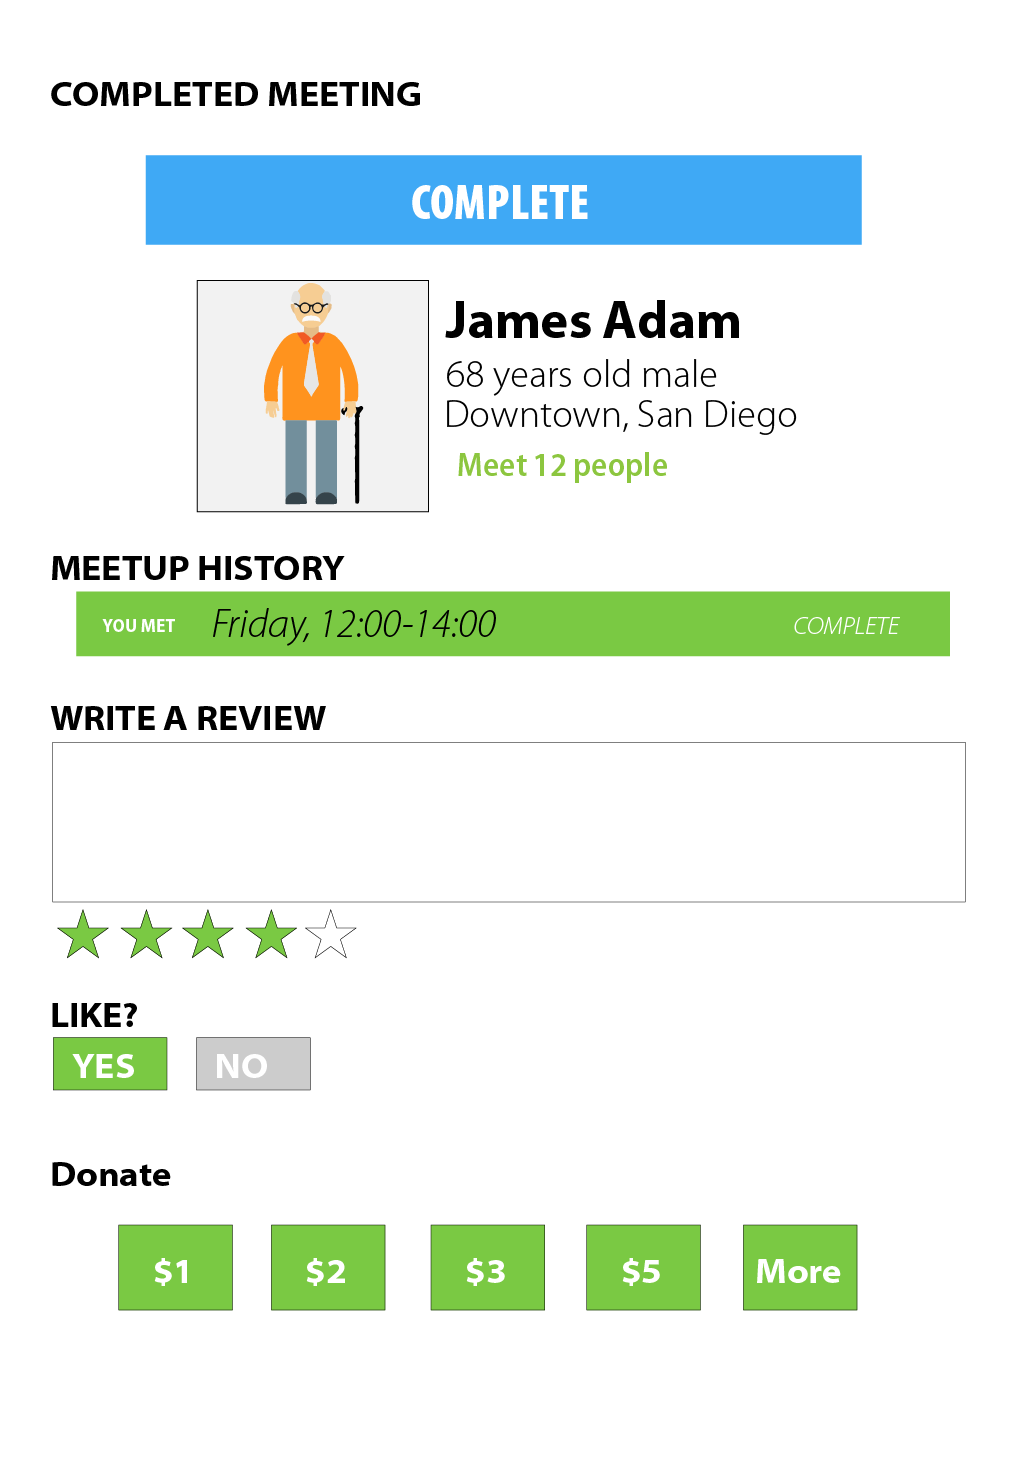 COMPLETED MEETING
COMPLETE
James Adam
68 years old male
Downtown, San Diego
Meet 12 people
MEETUP HISTORY
YOU MET Friday, 12:00-14:00 COMPLETE
WRITE A REVIEW
LIKE?
YES NO
Donate
$1 $2 $3 $5 More